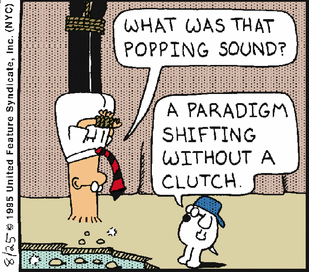 WHAT WAS THAT
POPPING SOUND?
A PARADIGM
SHIFTING
WITHOUT A
CLUTCH.
8/25 © 1995 United Feature Syndicate, Inc. (NYC)